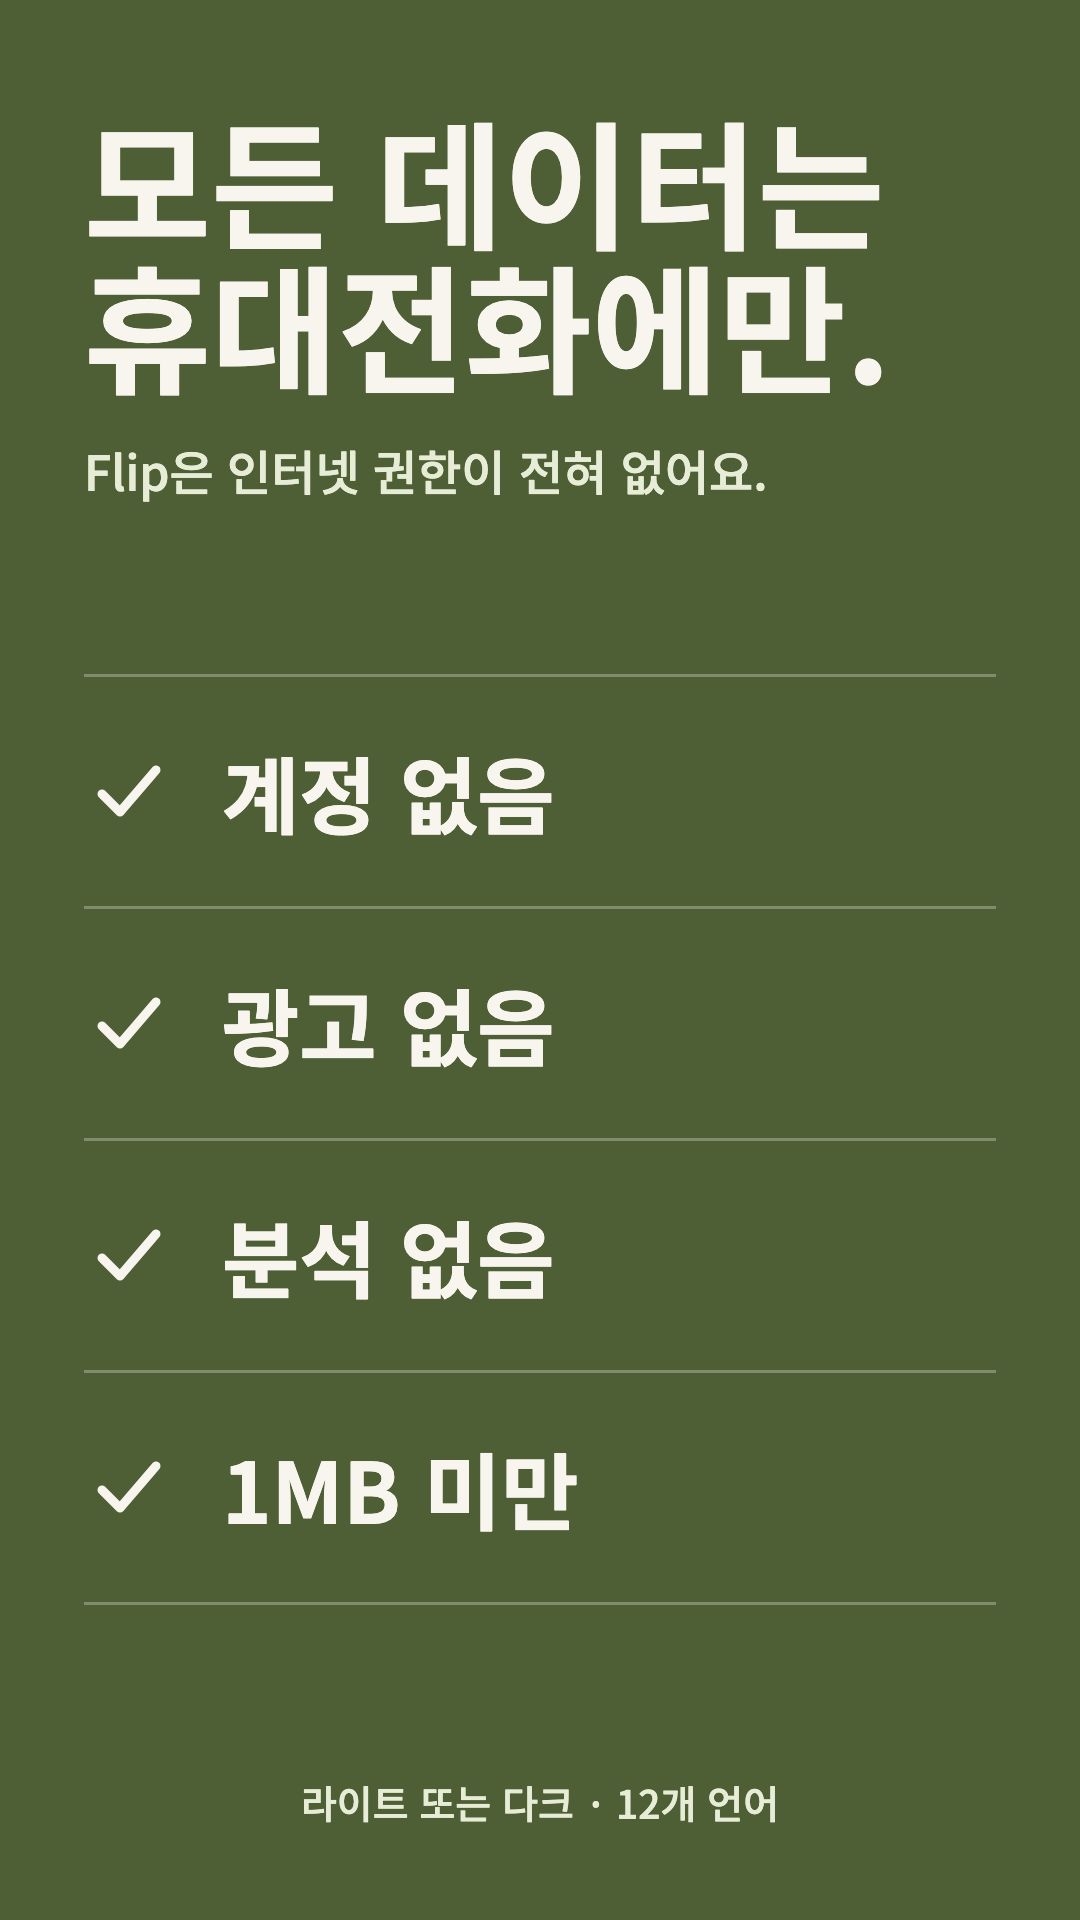 모든 데이터는
휴대전화에만.
Flip은 인터넷 권한이 전혀 없어요.
계정 없음
광고 없음
분석 없음
1MB 미만
라이트 또는 다크 · 12개 언어